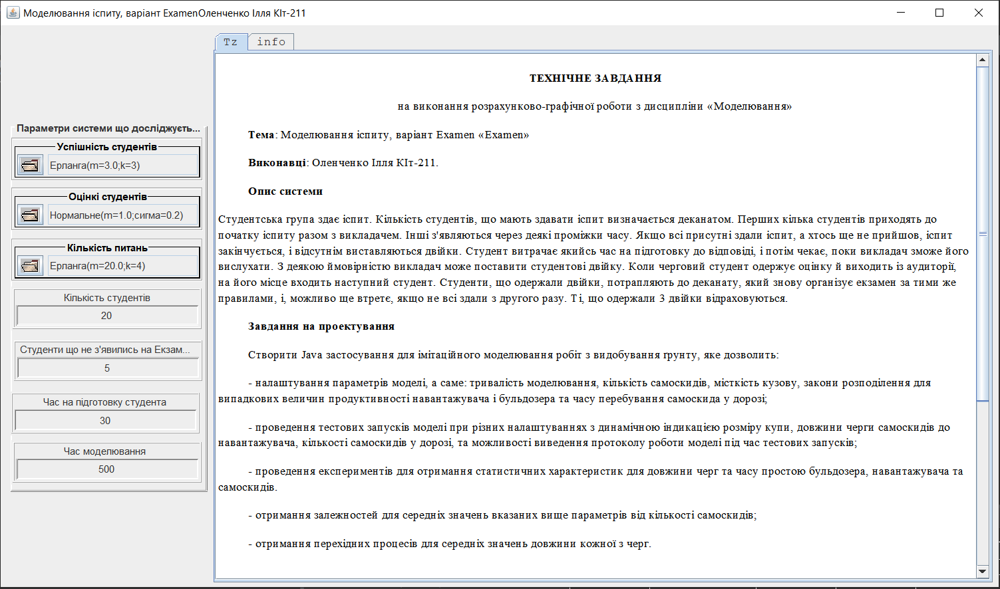 Моделювання іспиту, варіант ExamenОленченко Ілля КІт-211
Tz
info
Параметри системи що досліджуєть...
Успішність студентів
Ерланга(m=3.0;k=3)
Оцінкі студентів
Нормальне(m=1.0;сигма=0.2)
Кількість питань
Ерланга(m=20.0;k=4)
Кількість студентів
20
Студенти що не з'явились на Екзам...
5
Час на підготовку студента
30
Час моделювання
500
ТЕХНІЧНЕ ЗАВДАННЯ
на виконання розрахунково-графічної роботи з дисципліни «Моделювання»
Тема: Моделювання іспиту, варіант Examen «Examen»
Виконавці: Оленченко Ілля КІт-211.
Опис системи
Студентська група здає іспит. Кількість студентів, що мають здавати іспит визначається деканатом. Перших кілька студентів приходять до
початку іспиту разом з викладачем. Інші з'являються через деякі проміжки часу. Якщо всі присутні здали іспит, а хтось ще не прийшов, іспит
закінчується, і відсутнім виставляються двійки. Студент витрачає якийсь час на підготовку до відповіді, і потім чекає, поки викладач зможе його
вислухати. З деякою ймовірністю викладач може поставити студентові двійку. Коли черговий студент одержує оцінку й виходить із аудиторії,
на його місце входить наступний студент. Студенти, що одержали двійки, потрапляють до деканату, який знову організує екзамен за тими же
правилами, і, можливо ще втретє, якщо не всі здали з другого разу. Ті, що одержали 3 двійки відраховуються.
Завдання на проектування
Створити Java застосування для імітаційного моделювання робіт з видобування ґрунту, яке дозволить:
- налаштування параметрів моделі, а саме: тривалість моделювання, кількість самоскидів, місткість кузову, закони розподілення для
випадкових величин продуктивності навантажувача і бульдозера та часу перебування самоскида у дорозі;
- проведення тестових запусків моделі при різних налаштуваннях з динамічною індикацією розміру купи, довжини черги самоскидів до
навантажувача, кількості самоскидів у дорозі, та можливості виведення протоколу роботи моделі під час тестових запусків;
- проведення експериментів для отримання статистичних характеристик для довжини черг та часу простою бульдозера, навантажувача та
самоскидів.
- отримання залежностей для середніх значень вказаних вище параметрів від кількості самоскидів;
- отримання перехідних процесів для середніх значень довжини кожної з черг.